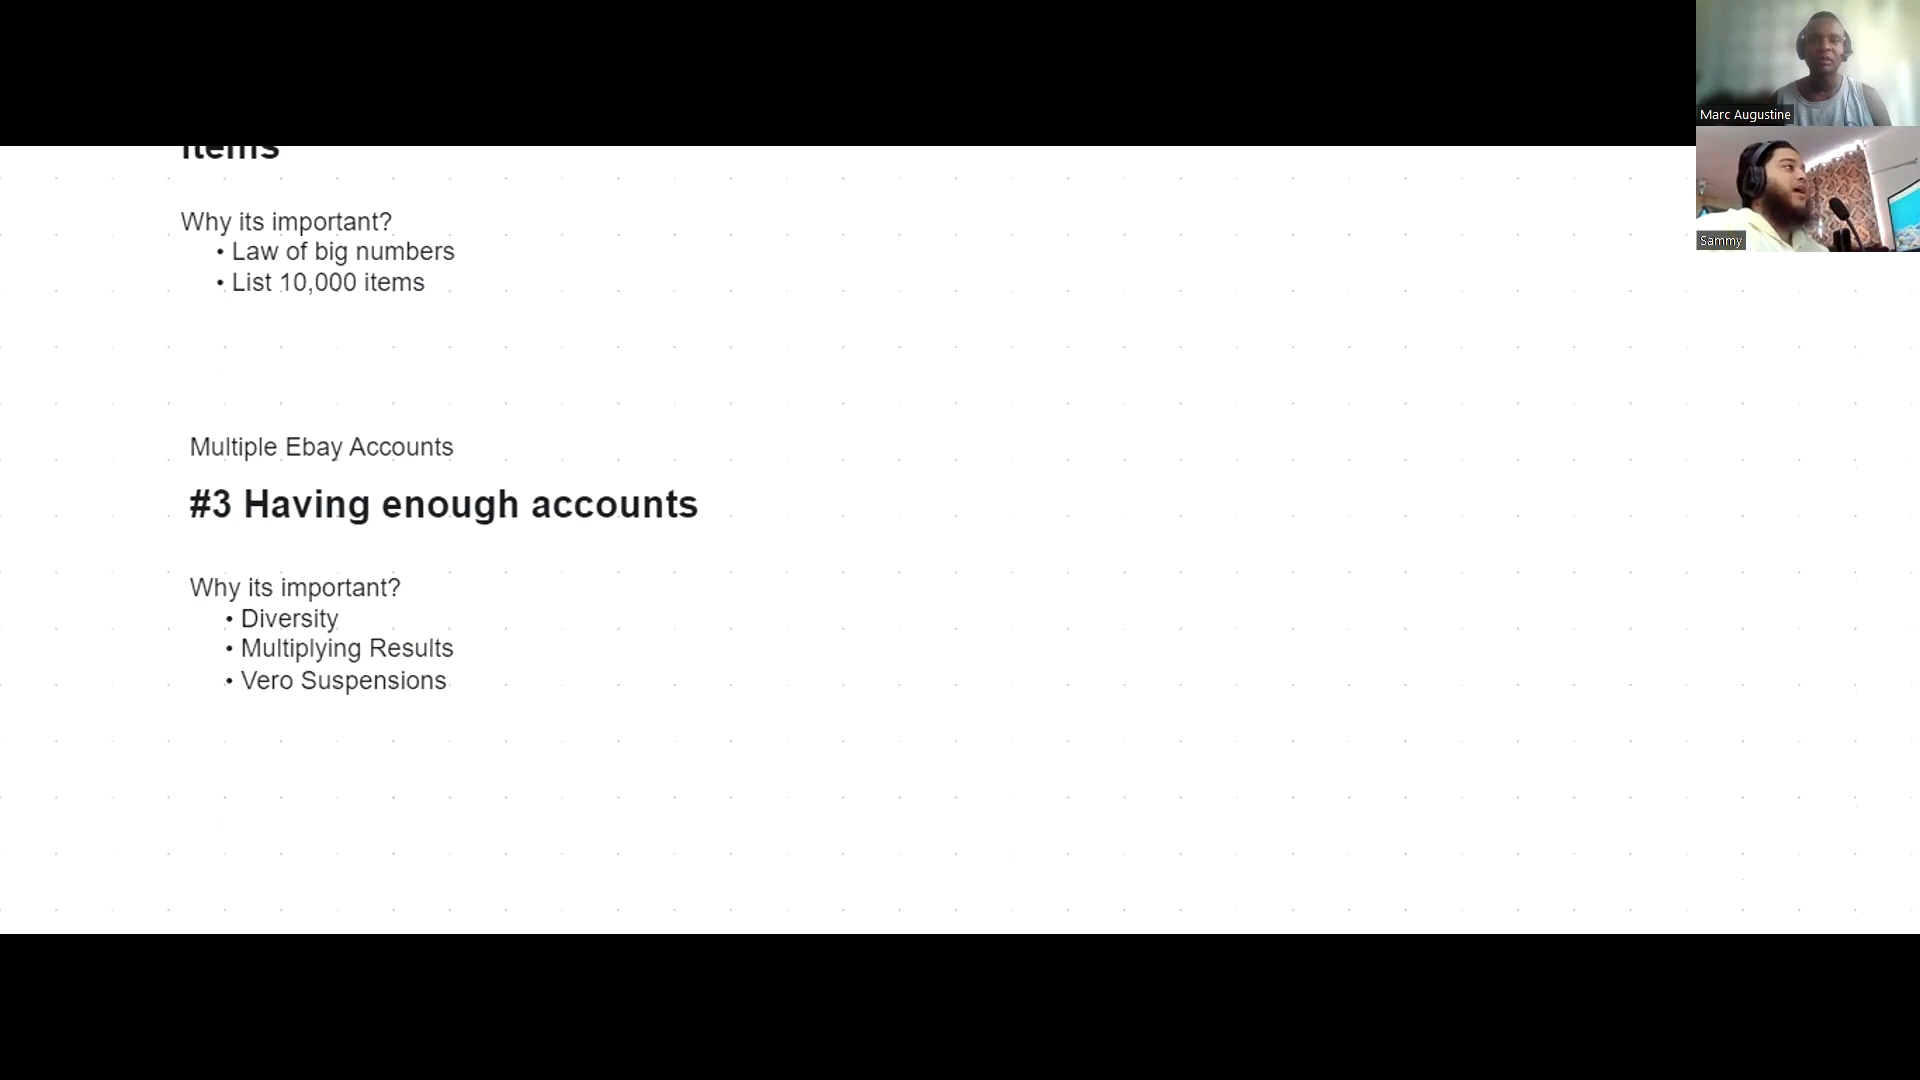 items
Why its important?
• Law of big numbers
• List 10,000 items
Multiple Ebay Accounts
#3 Having enough accounts
Why its important?
• Diversity
• Multiplying Results
• Vero Suspensions
Marc Augustine
Sammy